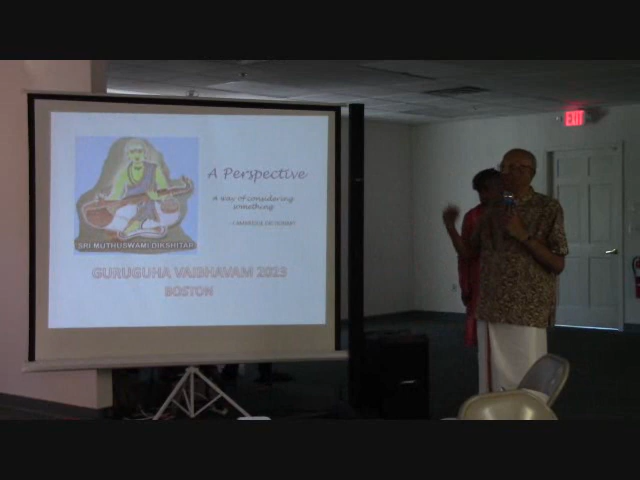 A Perspective
A way of considering
something
SRI MUTHUSWAMI DIKSHITAR
GURUGUHA VAIBHAVAM 2013
BOSTON
EXIT